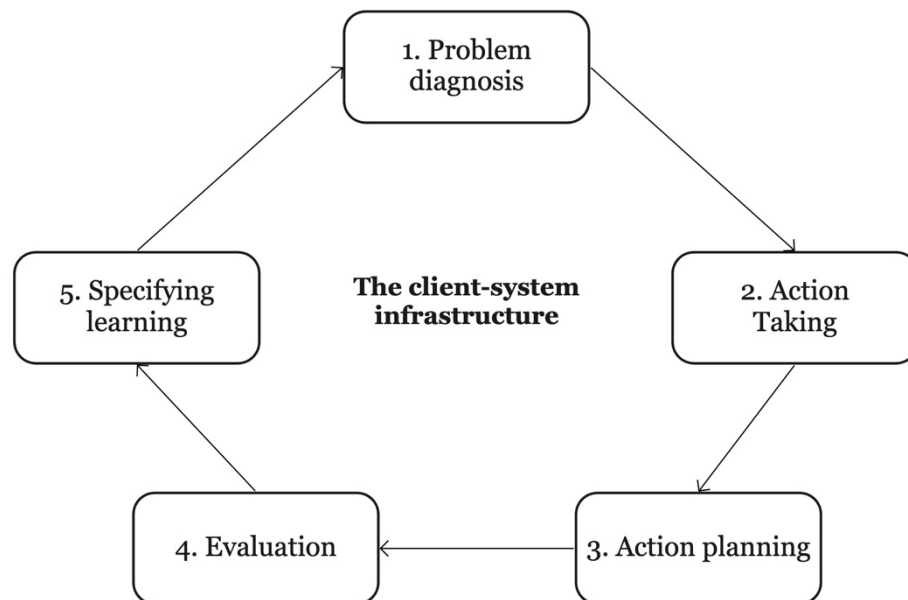 1. Problem
diagnosis
5. Specifying
learning
The client-system
infrastructure
2. Action
Taking
4. Evaluation
3. Action planning